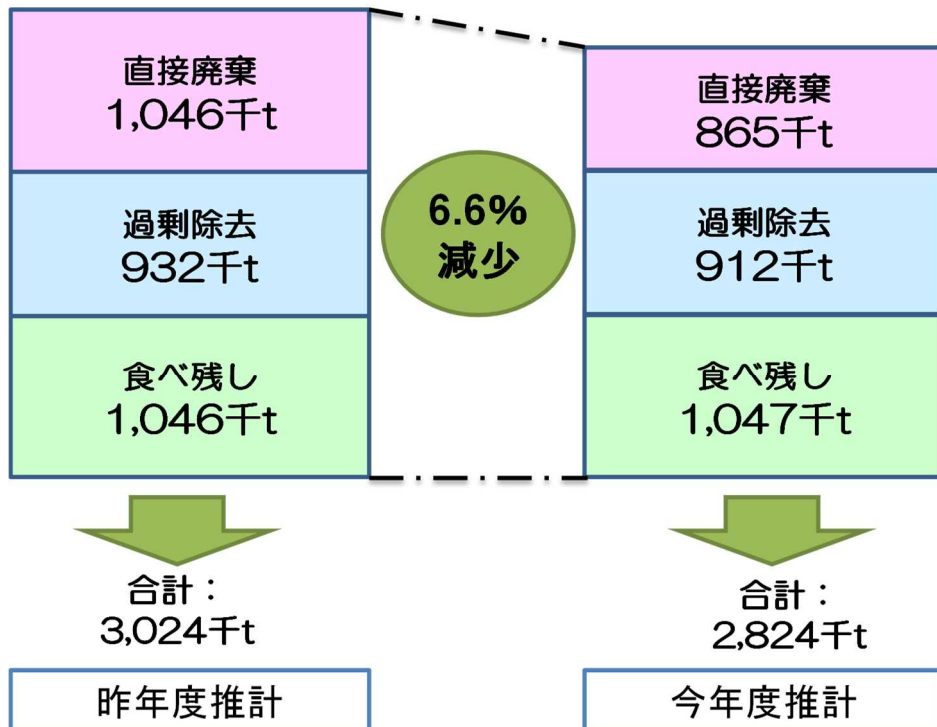 直接廃棄
1,046千t
過剰除去
932千t
食べ残し
1,046千t
合計：
3,024千t
昨年度推計
6.6%
減少
直接廃棄
865千t
過剰除去
912千t
食べ残し
1,047千t
合計：
2,824千t
今年度推計